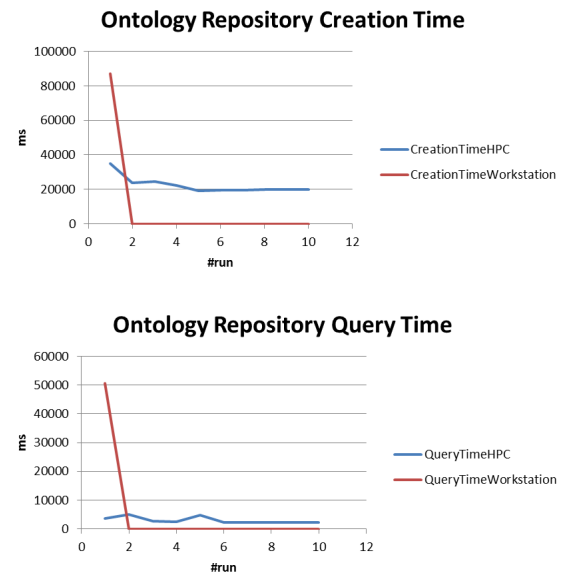 Ontology Repository Creation Time
100000
80000
60000
40000
20000
0
ms
0 2 4 6 8 10 12
#run
CreationTimeHPC
CreationTimeWorkstation
Ontology Repository Query Time
60000
50000
40000
30000
20000
10000
0
ms
0 2 4 6 8 10 12
#run
QueryTimeHPC
QueryTimeWorkstation